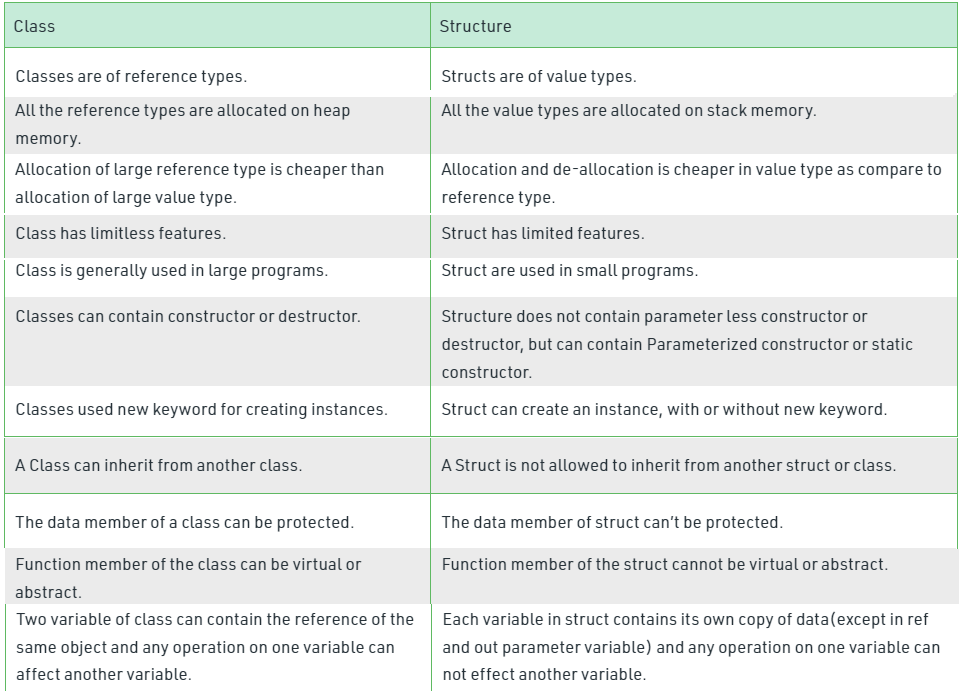 Class
Structure
Classes are of reference types.
Structs are of value types.
All the reference types are allocated on heap
memory.
All the value types are allocated on stack memory.
Allocation of large reference type is cheaper than
allocation of large value type.
Allocation and de-allocation is cheaper in value type as compare to
reference type.
Class has limitless features.
Struct has limited features.
Class is generally used in large programs.
Struct are used in small programs.
Classes can contain constructor or destructor.
Structure does not contain parameter less constructor or
destructor, but can contain Parameterized constructor or static
constructor.
Classes used new keyword for creating instances.
Struct can create an instance, with or without new keyword.
A Class can inherit from another class.
A Struct is not allowed to inherit from another struct or class.
The data member of a class can be protected.
The data member of struct can't be protected.
Function member of the class can be virtual or
abstract.
Function member of the struct cannot be virtual or abstract.
Two variable of class can contain the reference of the
same object and any operation on one variable can
affect another variable.
Each variable in struct contains its own copy of data(except in ref
and out parameter variable) and any operation on one variable can
not effect another variable.